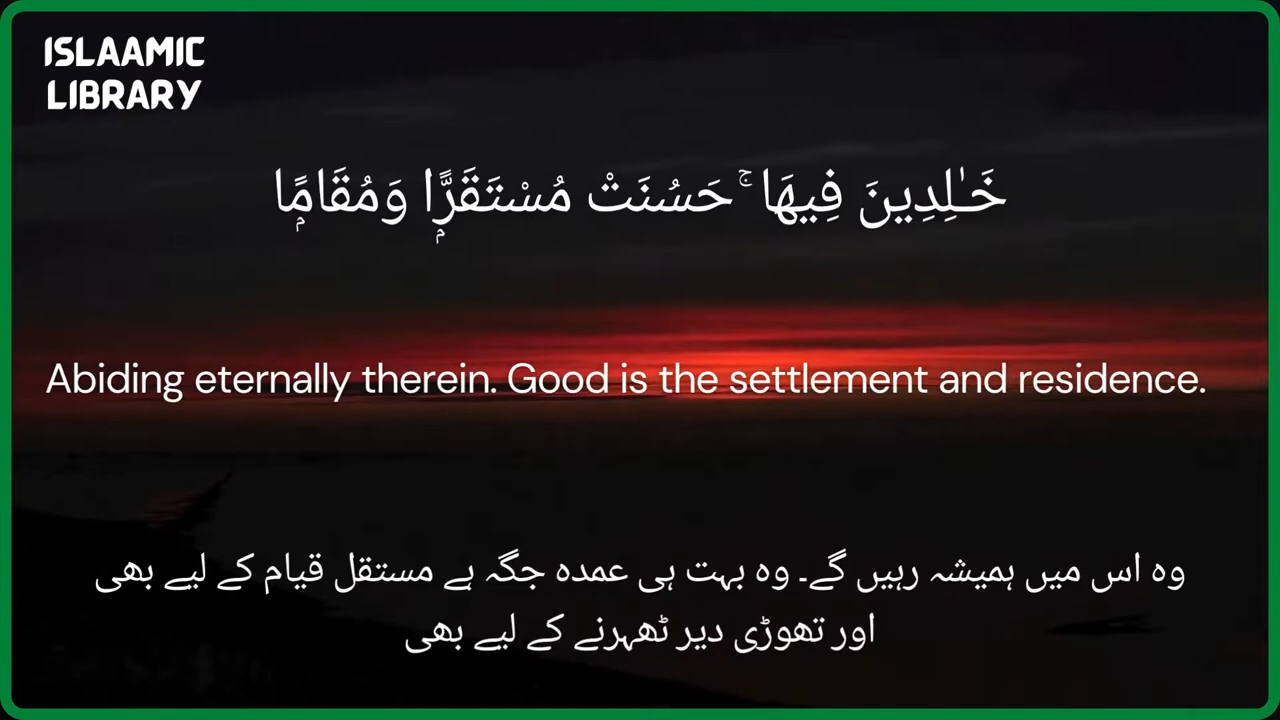 ISLAAMIC
LIBRARY
خَـٰلِدِينَ فِيهَا ۚ حَسُنَتْ مُسْتَقَرًّۭا وَمُقَامًۭا
Abiding eternally therein. Good is the settlement and residence.
وہ اس میں ہمیشہ رہیں گے۔ وہ بہت ہی عمدہ جگہ ہے مستقل قیام کے لیے بھی
اور تھوڑی دیر ٹھہرنے کے لیے بھی